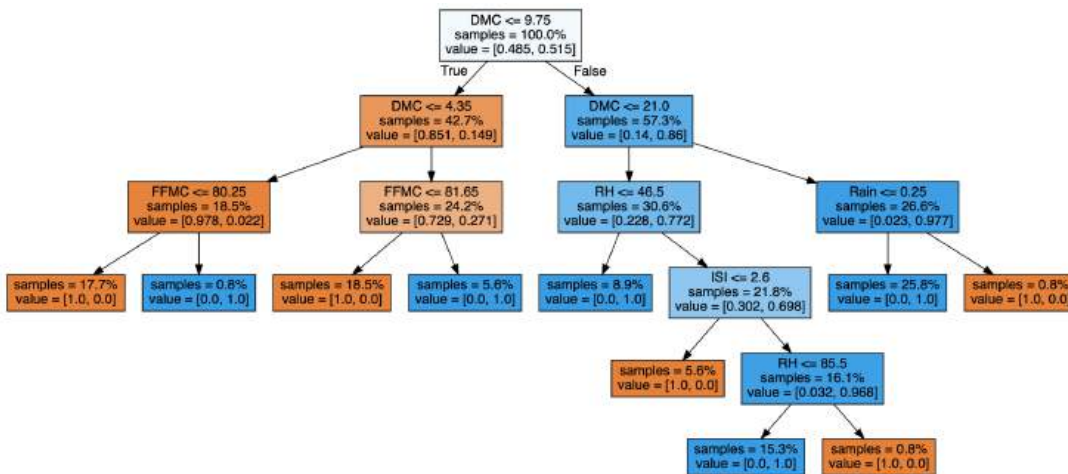 DMC <= 9.75
samples = 100.0%
value = [0.485, 0.515]
True
False
DMC <= 4.35
samples = 42.7%
value = [0.851, 0.149]
DMC <= 21.0
samples = 57.3%
value = [0.14, 0.86]
FFMC <= 80.25
samples = 18.5%
value = [0.978, 0.022]
FFMC <= 81.65
samples = 24.2%
value = [0.729, 0.271]
RH <= 46.5
samples = 30.6%
value = [0.228, 0.772]
Rain <= 0.25
samples = 26.6%
value = [0.023, 0.977]
samples = 17.7%
value = [1.0, 0.0]
samples = 0.8%
value = [0.0, 1.0]
samples = 18.5%
value = [1.0, 0.0]
samples = 5.6%
value = [0.0, 1.0]
samples = 8.9%
value = [0.0, 1.0]
ISI <= 2.6
samples = 21.8%
value = [0.302, 0.698]
samples = 25.8%
value = [0.0, 1.0]
samples = 0.8%
value = [1.0, 0.0]
samples = 5.6%
value = [1.0, 0.0]
RH <= 85.5
samples = 16.1%
value = [0.032, 0.968]
samples = 15.3%
value = [0.0, 1.0]
samples = 0.8%
value = [1.0, 0.0]